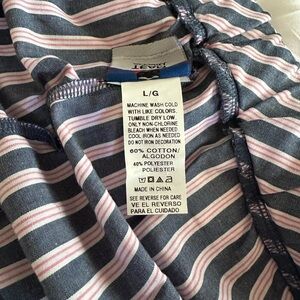 L/G
MACHINE WASH COLD
WITH LIKE COLORS.
TUMBLE DRY LOW.
ONLY NON-CHLORINE
BLEACH WHEN NEEDED
COOL IRON AS NEEDED
DO NOT IRON DECORATION
60% COTTON/
ALGODON
40% POLYESTER
POLIESTER
MADE IN CHINA
SEE REVERSE FOR CARE
VE EL REVERSO
PARA EL CUIDADO